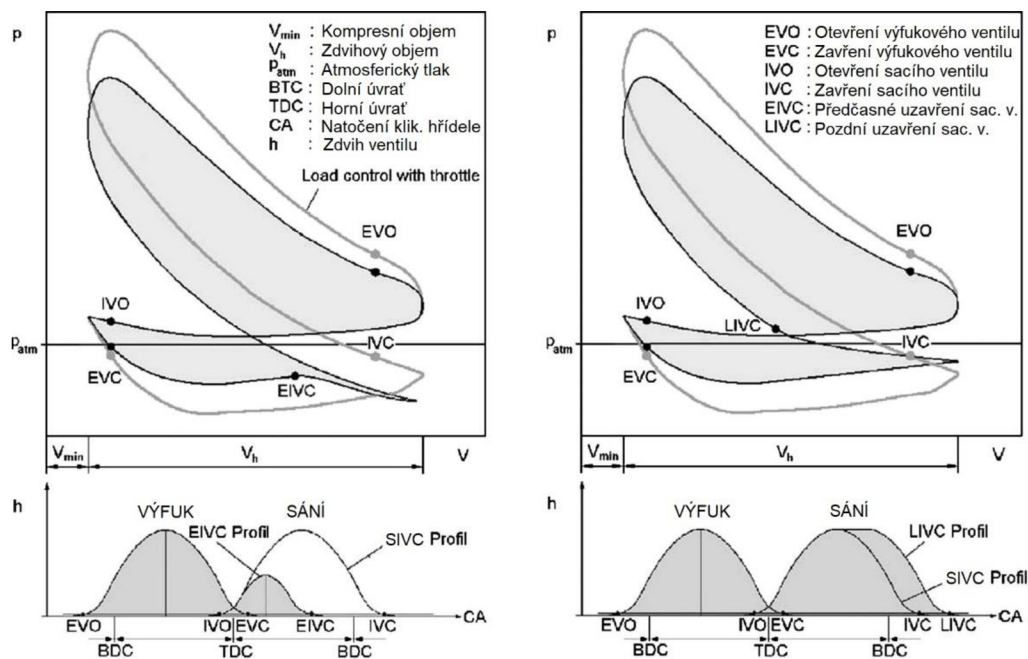 p
Vmin : Kompresní objem
Vh : Zdvihový objem
patm : Atmosferický tlak
BTC : Dolní úvrať
TDC : Horní úvrať
CA : Natočení klik. hřídele
h : Zdvih ventilu
Load control with throttle
EVO
IVO
patm
IVC
EVC
EIVC
Vmin
Vh
V
h
VÝFUK
SÁNÍ
EIVC Profil
SIVC Profil
EVO
IVO
EVC
EIVC
IVC
BDC
TDC
BDC
p
EVO : Otevření výfukového ventilu
EVC : Zavření výfukového ventilu
IVO : Otevření sacího ventilu
IVC : Zavření sacího ventilu
EIVC : Předčasné uzavření sac. v.
LIVC : Pozdní uzavření sac. v.
EVO
IVO
LIVC
patm
IVC
EVC
Vmin
Vh
V
h
VÝFUK
SÁNÍ
LIVC Profil
SIVC Profil
CA
EVO
IVO
EVC
IVC
LIVC
BDC
TDC
BDC